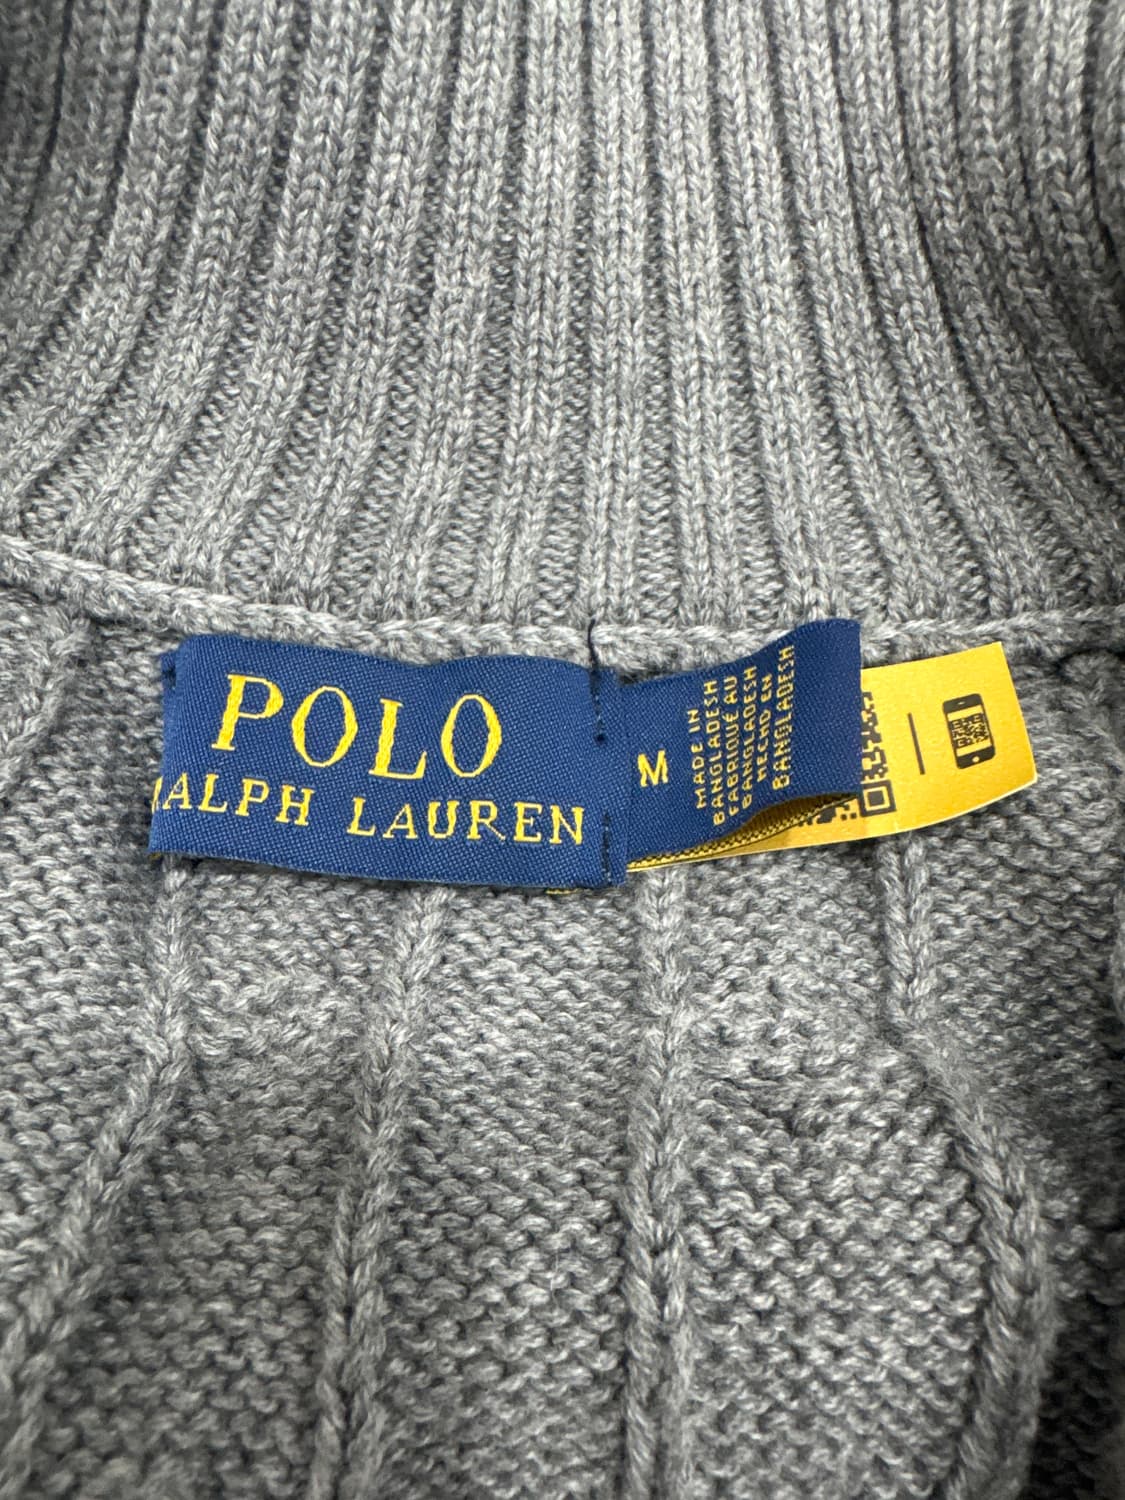 POLO
RALPH LAUREN
M
MADE IN
BANGLADESH
FABRIQUÉ AU
BANGLADESH
HECHO EN
BANGLADESH